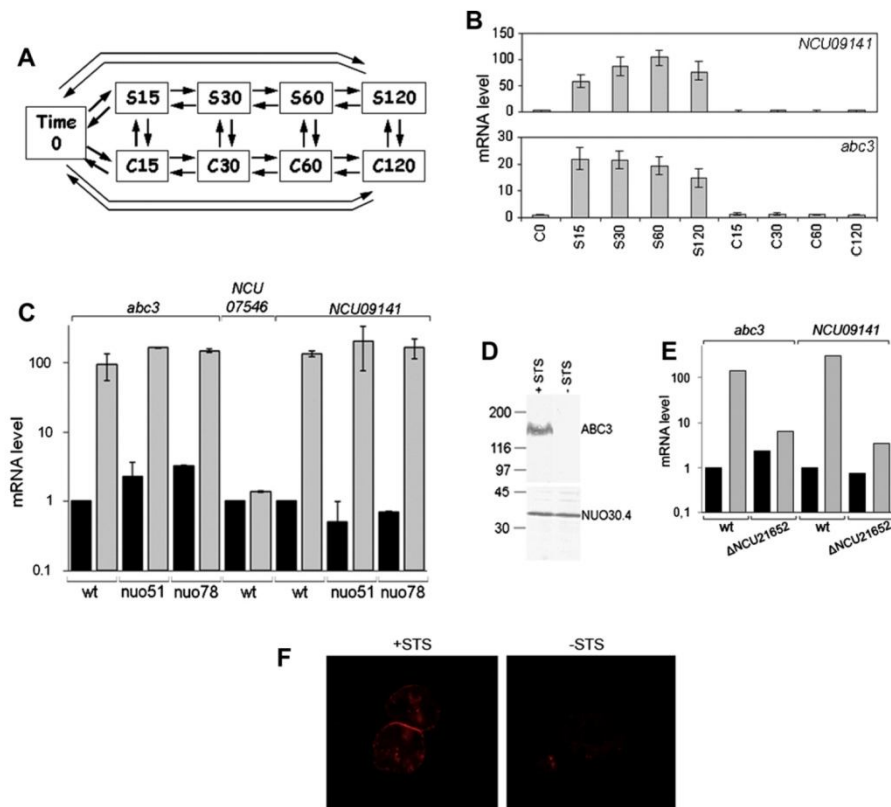 A
Time
0
S15
S30
S60
S120
C15
C30
C60
C120
B
mRNA level
150
100
50
0
NCU09141
30
20
10
0
abc3
C0
S15
S30
S60
S120
C15
C30
C60
C120
C
abc3
NCU
07546
NCU09141
mRNA level
100
10
1
0.1
wt
nuo51
nuo78
wt
wt
nuo51
nuo78
D
+ STS
- STS
200
116
97
45
30
ABC3
NUO30.4
E
abc3
NCU09141
mRNA level
100
10
1
0,1
wt
ΔNCU21652
wt
ΔNCU21652
F
+STS
-STS